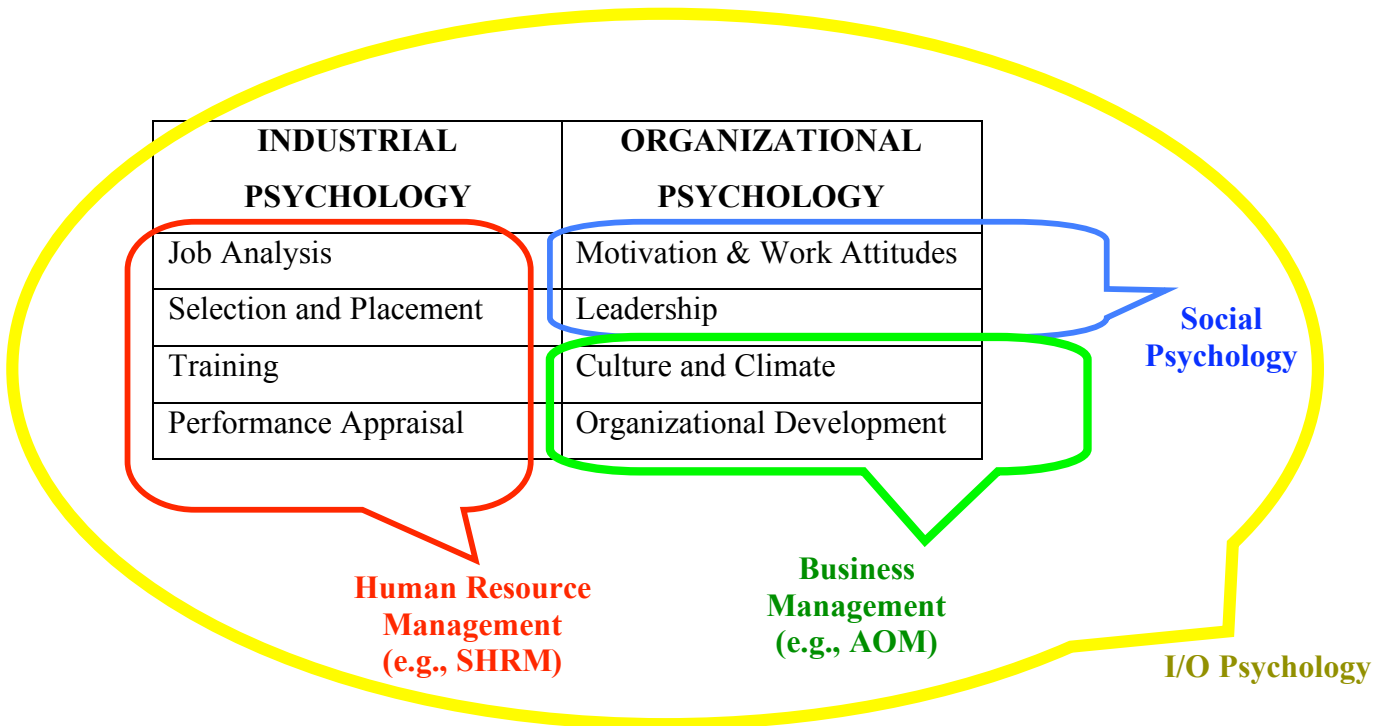 INDUSTRIAL
PSYCHOLOGY
ORGANIZATIONAL
PSYCHOLOGY
Job Analysis
Motivation & Work Attitudes
Selection and Placement
Leadership
Training
Culture and Climate
Performance Appraisal
Organizational Development
Social
Psychology
Human Resource
Management
(e.g., SHRM)
Business
Management
(e.g., AOM)
I/O Psychology